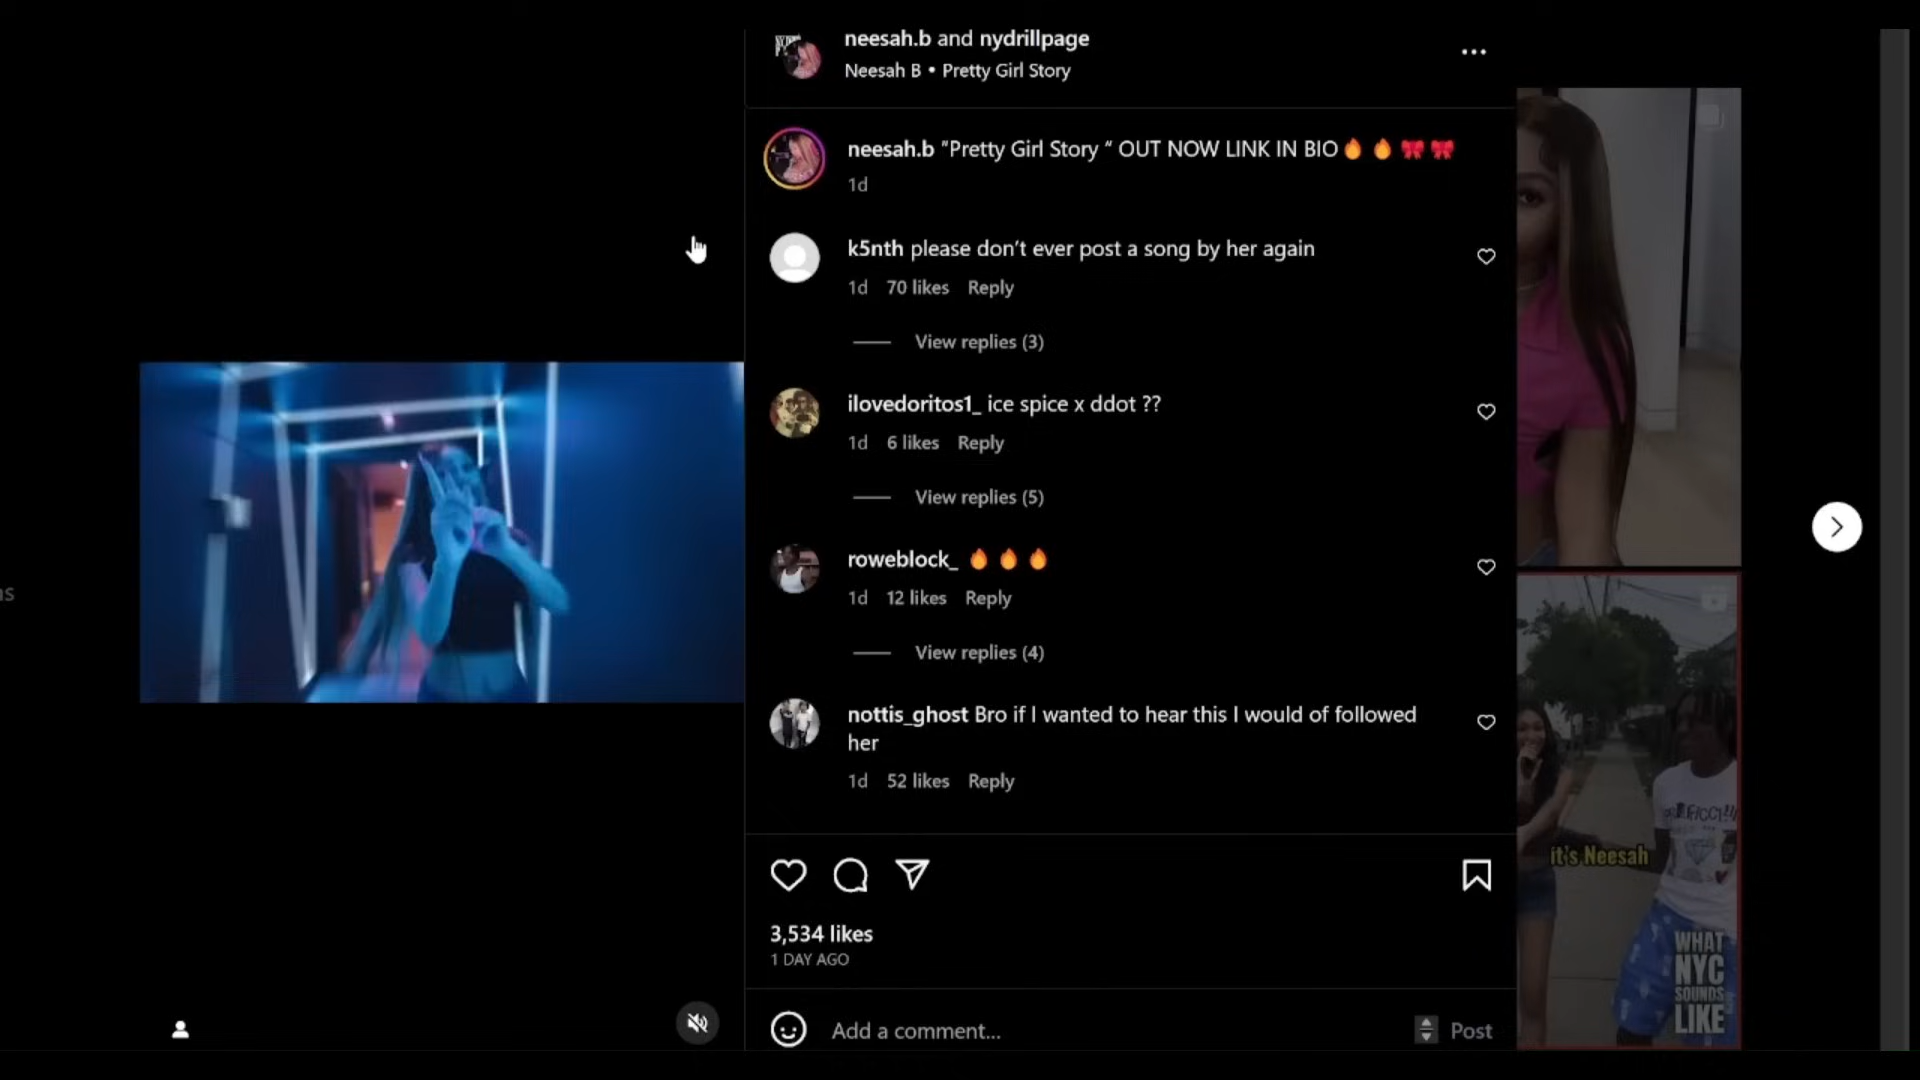 neesah.b and nydrillpage
Neesah B • Pretty Girl Story
neesah.b "Pretty Girl Story “ OUT NOW LINK IN BIO🔥🔥🎀🎀
1d
k5nth please don’t ever post a song by her again
1d 70 likes Reply
View replies (3)
ilovedoritos1_ ice spice x ddot ??
1d 6 likes Reply
View replies (5)
roweblock_ 🔥🔥🔥
1d 12 likes Reply
View replies (4)
nottis_ghost Bro if I wanted to hear this I would of followed
her
1d 52 likes Reply
3,534 likes
1 DAY AGO
Add a comment...
Post
it's Neesah
WHAT
NYC
SOUNDS
LIKE